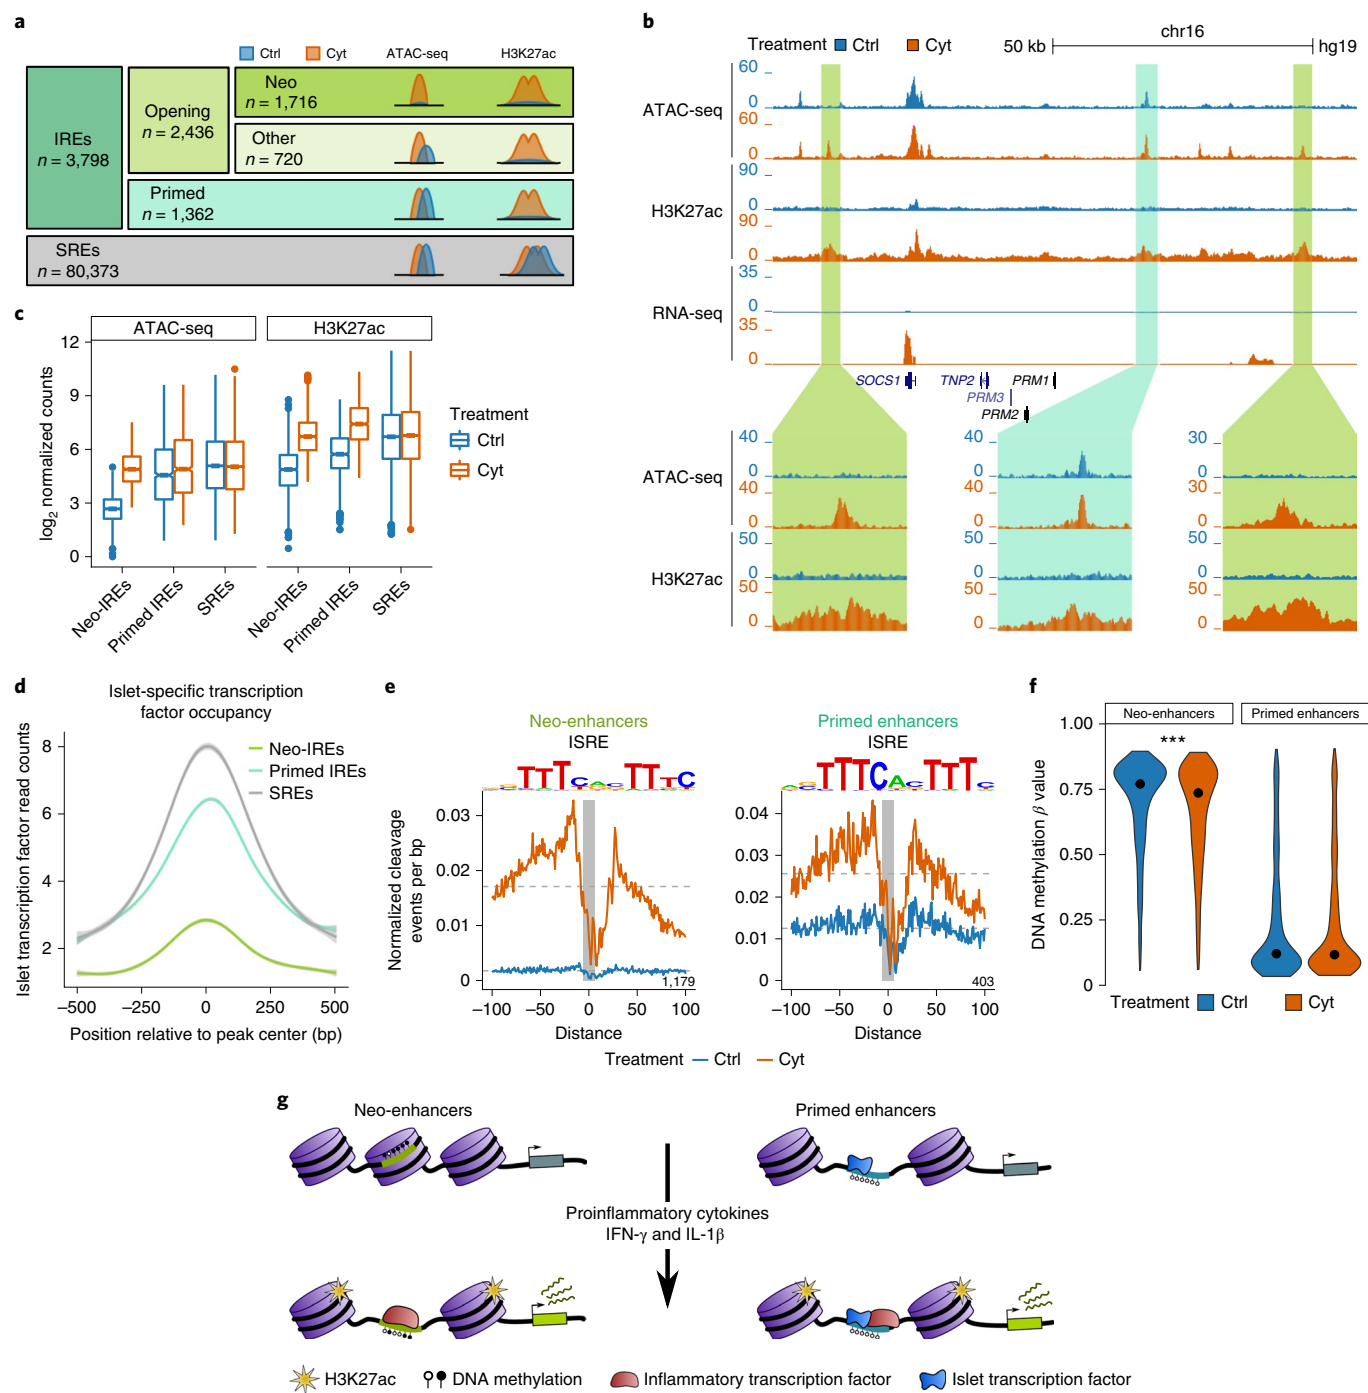 a
Ctrl
Cyt
ATAC-seq
H3K27ac
IREs
n = 3,798
Opening
n = 2,436
Neo
n = 1,716
Other
n = 720
Primed
n = 1,362
SREs
n = 80,373
b
Treatment
Ctrl
Cyt
50 kb
chr16
hg19
ATAC-seq
60
0
60
0
H3K27ac
90
0
90
0
RNA-seq
35
0
35
0
SOCS1
TNP2
PRM1
PRM3
PRM2
ATAC-seq
40
0
40
0
40
0
40
0
30
0
30
0
H3K27ac
50
0
50
0
50
0
50
0
50
0
50
0
c
ATAC-seq
H3K27ac
log2 normalized counts
12
9
6
3
0
Neo-IREs
Primed IREs
SREs
Neo-IREs
Primed IREs
SREs
Treatment
Ctrl
Cyt
d
Islet-specific transcription
factor occupancy
Islet transcription factor read counts
8
6
4
2
Neo-IREs
Primed IREs
SREs
−500
−250
0
250
500
Position relative to peak center (bp)
e
Neo-enhancers
ISRE
TTTCACTTTC
Normalized cleavage
events per bp
0.03
0.02
0.01
0
1,179
−100
−50
0
50
100
Distance
Primed enhancers
ISRE
TTTCACTTTC
0.04
0.03
0.02
0.01
0
403
−100
−50
0
50
100
Distance
Treatment
Ctrl
Cyt
f
Neo-enhancers
Primed enhancers
***
DNA methylation β value
1.00
0.75
0.50
0.25
0
Treatment
Ctrl
Cyt
g
Neo-enhancers
Primed enhancers
Proinflammatory cytokines
IFN-γ and IL-1β
H3K27ac
DNA methylation
Inflammatory transcription factor
Islet transcription factor